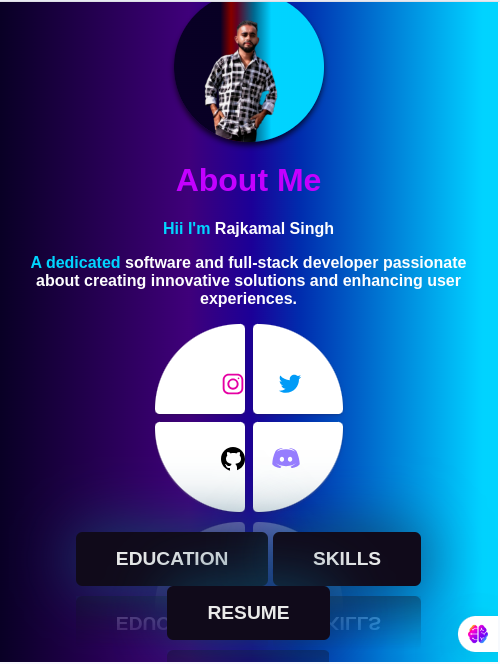 About Me
Hii I'm Rajkamal Singh
A dedicated software and full-stack developer passionate
about creating innovative solutions and enhancing user
experiences.
EDUCATION SKILLS
RESUME